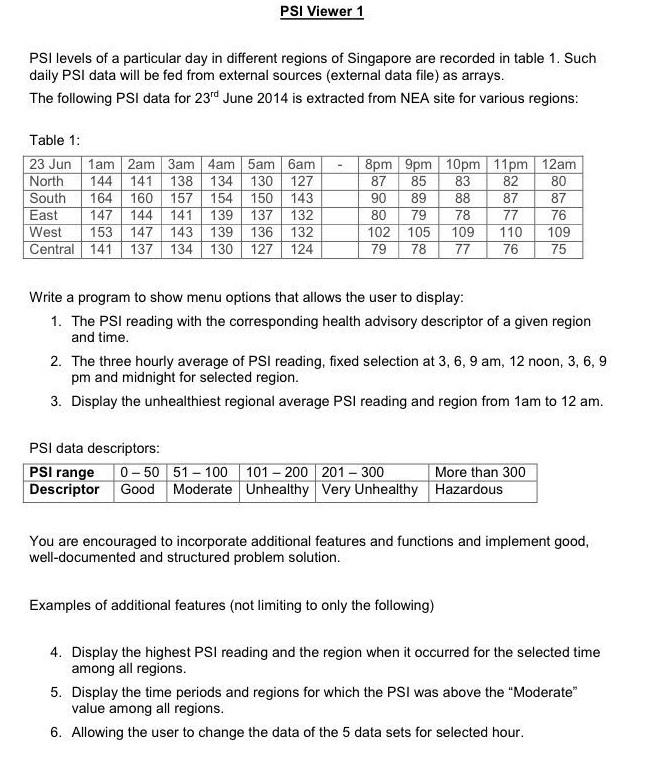 PSI Viewer 1
PSI levels of a particular day in different regions of Singapore are recorded in table 1. Such
daily PSI data will be fed from external sources (external data file) as arrays.
The following PSI data for 23rd June 2014 is extracted from NEA site for various regions:
Table 1:
23 Jun 1am 2am 3am 4am 5am 6am - 8pm 9pm 10pm 11pm 12am
North 144 141 138 134 130 127 87 85 83 82 80
South 164 160 157 154 150 143 90 89 88 87 87
East 147 144 141 139 137 132 80 79 78 77 76
West 153 147 143 139 136 132 102 105 109 110 109
Central 141 137 134 130 127 124 79 78 77 76 75
Write a program to show menu options that allows the user to display:
1. The PSI reading with the corresponding health advisory descriptor of a given region
and time.
2. The three hourly average of PSI reading, fixed selection at 3, 6, 9 am, 12 noon, 3, 6, 9
pm and midnight for selected region.
3. Display the unhealthiest regional average PSI reading and region from 1am to 12 am.
PSI data descriptors:
PSI range 0 – 50 51 – 100 101 – 200 201 – 300 More than 300
Descriptor Good Moderate Unhealthy Very Unhealthy Hazardous
You are encouraged to incorporate additional features and functions and implement good,
well-documented and structured problem solution.
Examples of additional features (not limiting to only the following)
4. Display the highest PSI reading and the region when it occurred for the selected time
among all regions.
5. Display the time periods and regions for which the PSI was above the “Moderate”
value among all regions.
6. Allowing the user to change the data of the 5 data sets for selected hour.